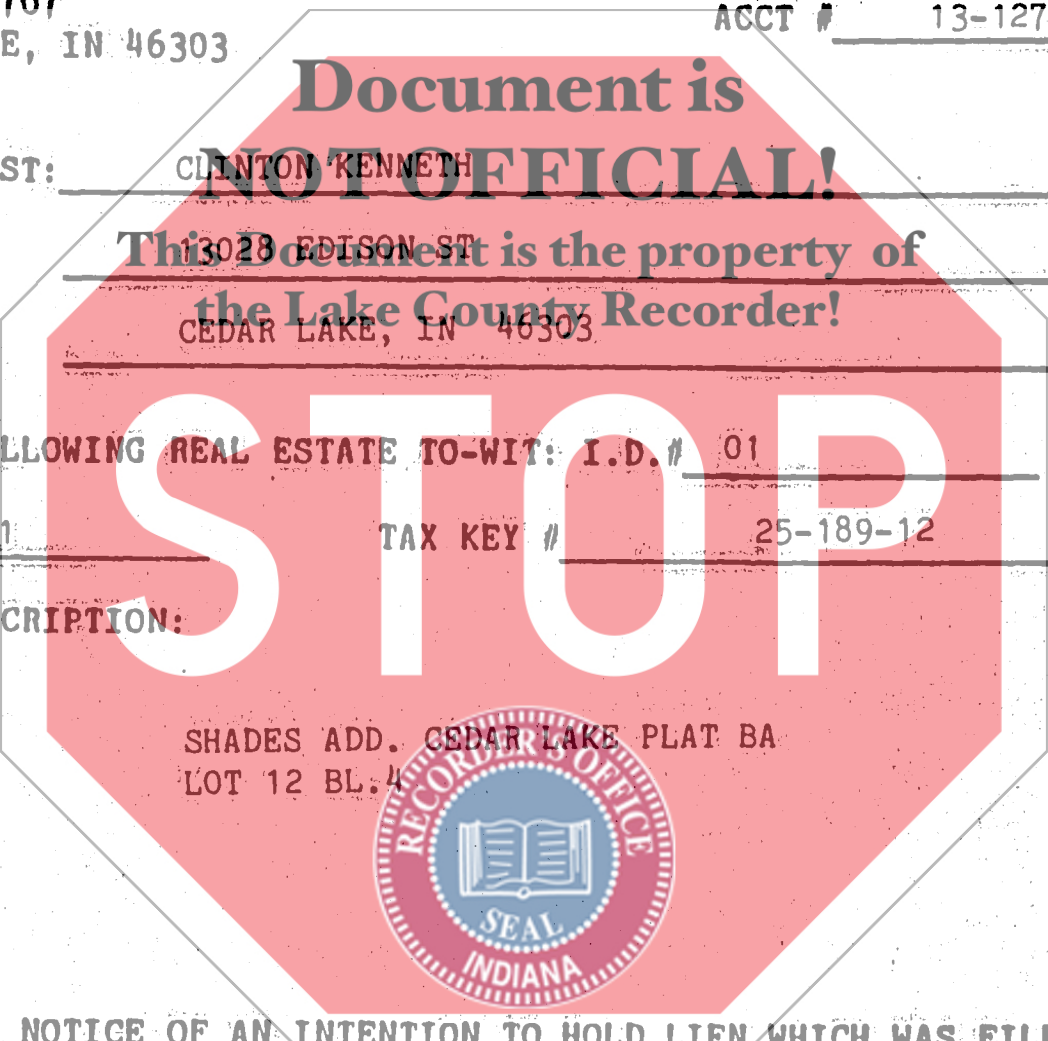 ACCT # 13-127
E, IN 46303
Document is
NOT OFFICIAL!
ST: CLINTON KENNETH
This Document is the property of
13028 EDISON ST
the Lake County Recorder!
CEDAR LAKE, IN 46303
STOP
LLOWING REAL ESTATE TO-WIT: I.D.# 01
1 TAX KEY # 25-189-12
CRIPTION:
SHADES ADD. CEDAR LAKE PLAT BA
LOT 12 BL.4
RECORDER'S OFFICE
SEAL
INDIANA
NOTICE OF AN INTENTION TO HOLD LIEN WHICH WAS FIL